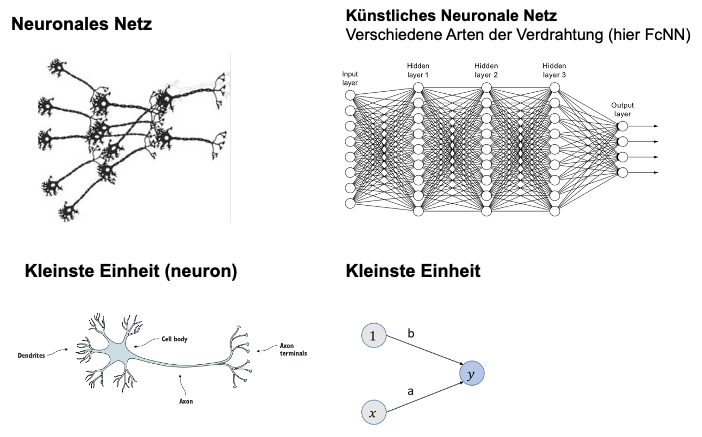 Neuronales Netz
Künstliches Neuronale Netz
Verschiedene Arten der Verdrahtung (hier FcNN)
Input
layer
Hidden
layer 1
Hidden
layer 2
Hidden
layer 3
Output
layer
Kleinste Einheit (neuron)
Dendrites
Cell body
Axon
terminals
Axon
Kleinste Einheit
1
b
y
a
x